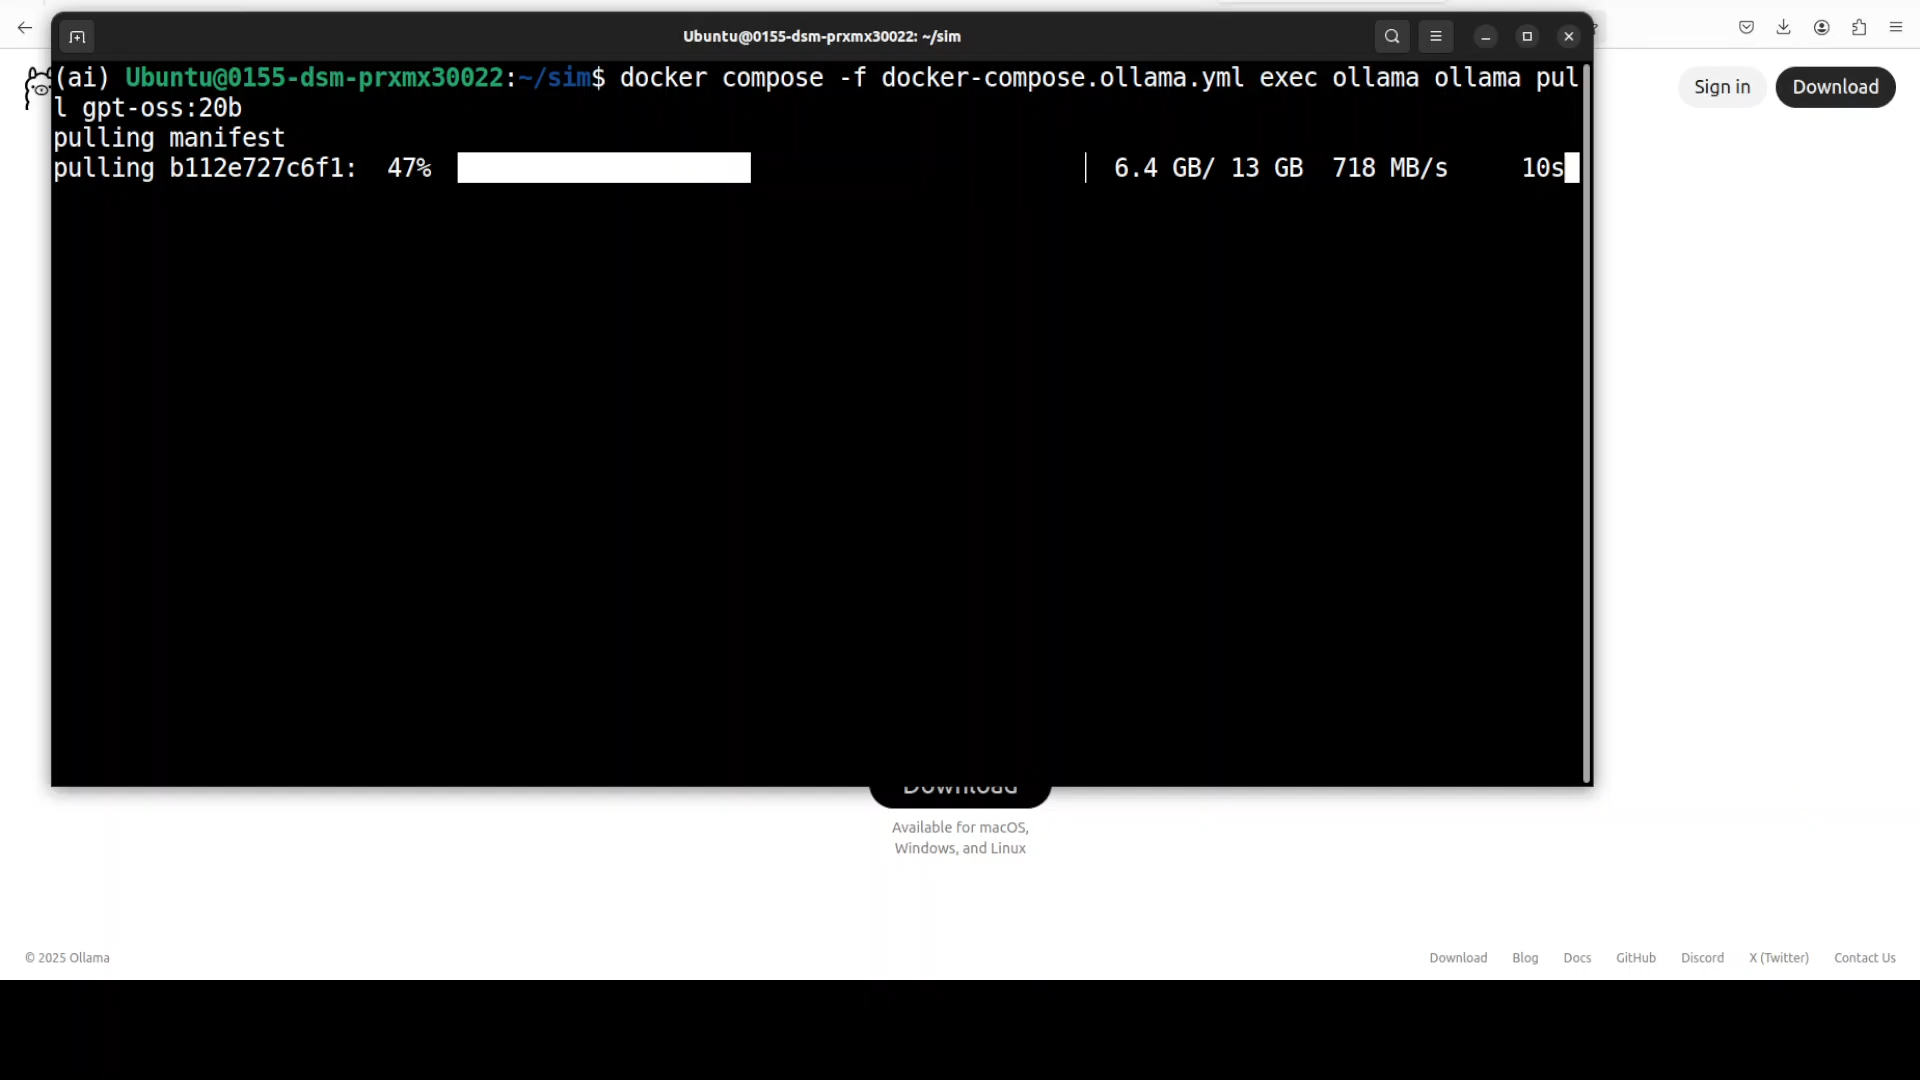 Ubuntu@0155-dsm-prxmx30022: ~/sim
(ai) Ubuntu@0155-dsm-prxmx30022:~/sim$ docker compose -f docker-compose.ollama.yml exec ollama ollama pul
l gpt-oss:20b
pulling manifest
pulling b112e727c6f1: 47% 6.4 GB/ 13 GB 718 MB/s 10s
Sign in
Download
Download
Available for macOS,
Windows, and Linux
© 2025 Ollama
Download Blog Docs GitHub Discord X (Twitter) Contact Us